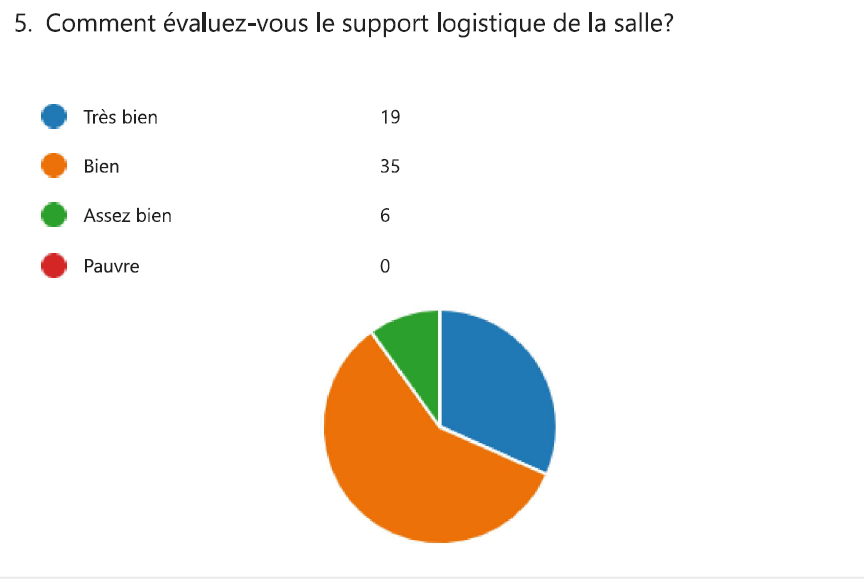 5. Comment évaluez-vous le support logistique de la salle?
Très bien 19
Bien 35
Assez bien 6
Pauvre 0